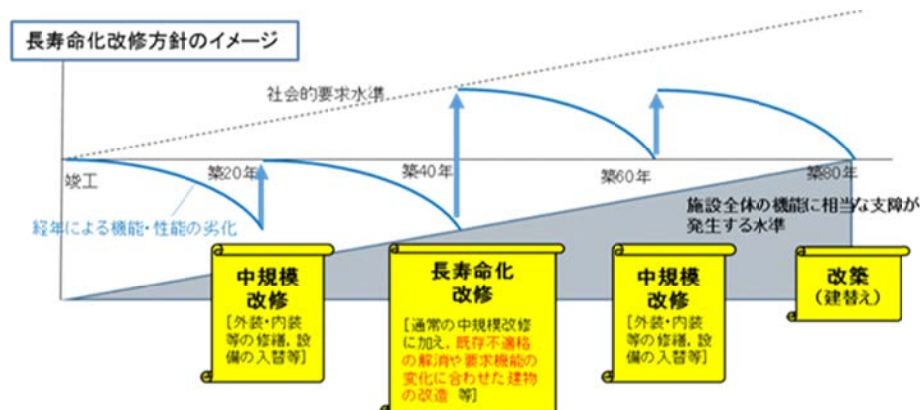 長寿命化改修方針のイメージ
社会的要求水準
竣工
築20年
築40年
築60年
築80年
経年による機能・性能の劣化
施設全体の機能に相当な支障が
発生する水準
中規模
改修
[外装・内装
等の修繕，設
備の入替等]
長寿命化
改修
[通常の中規模改修
に加え，既存不適格
の解消や要求機能の
変化に合わせた建物
の改造 等]
中規模
改修
[外装・内装
等の修繕，設
備の入替等]
改築
（建替え）